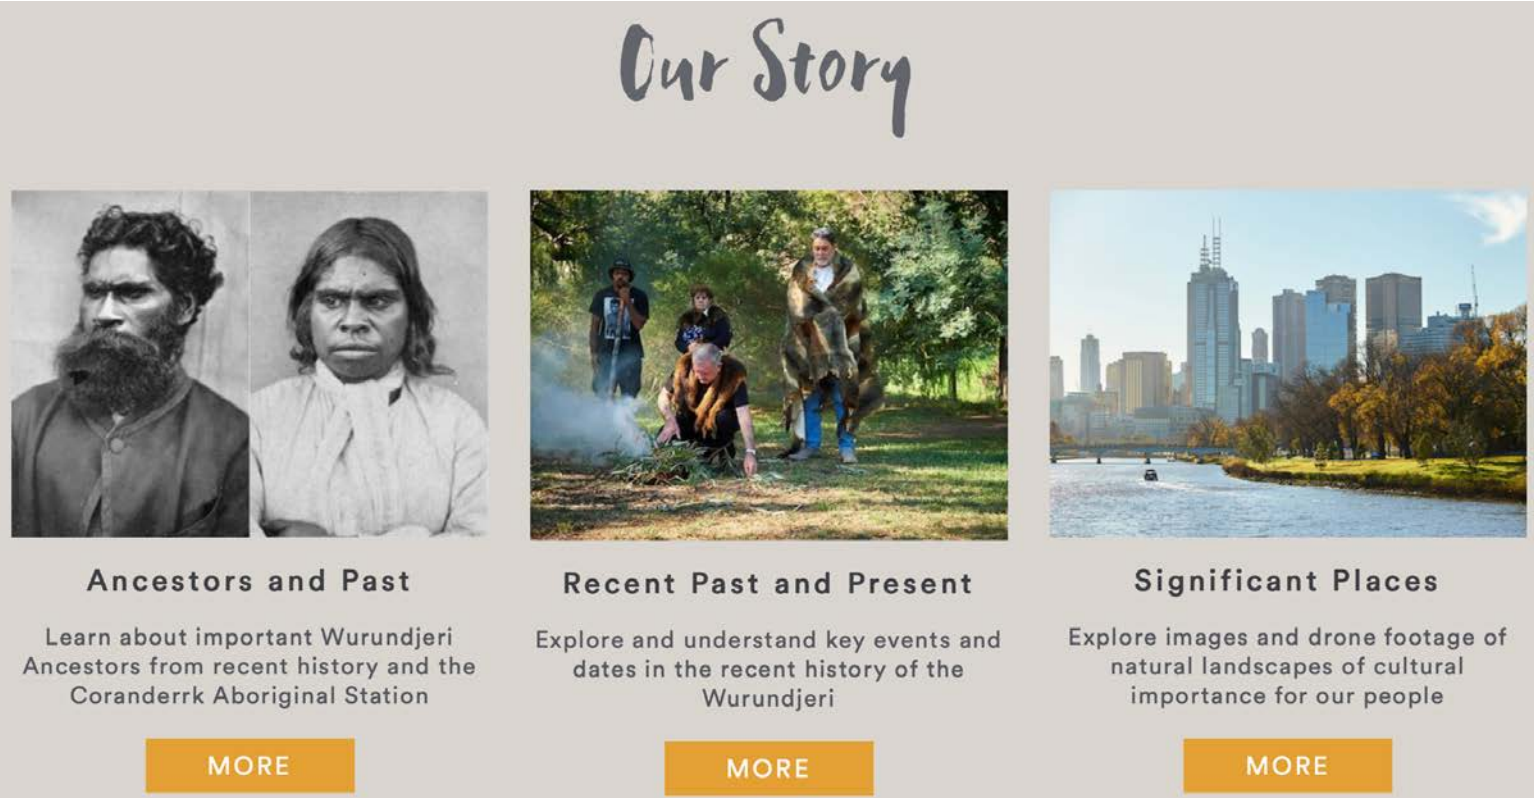 Our Story
Ancestors and Past
Learn about important Wurundjeri
Ancestors from recent history and the
Coranderrk Aboriginal Station
MORE
Recent Past and Present
Explore and understand key events and
dates in the recent history of the
Wurundjeri
MORE
Significant Places
Explore images and drone footage of
natural landscapes of cultural
importance for our people
MORE